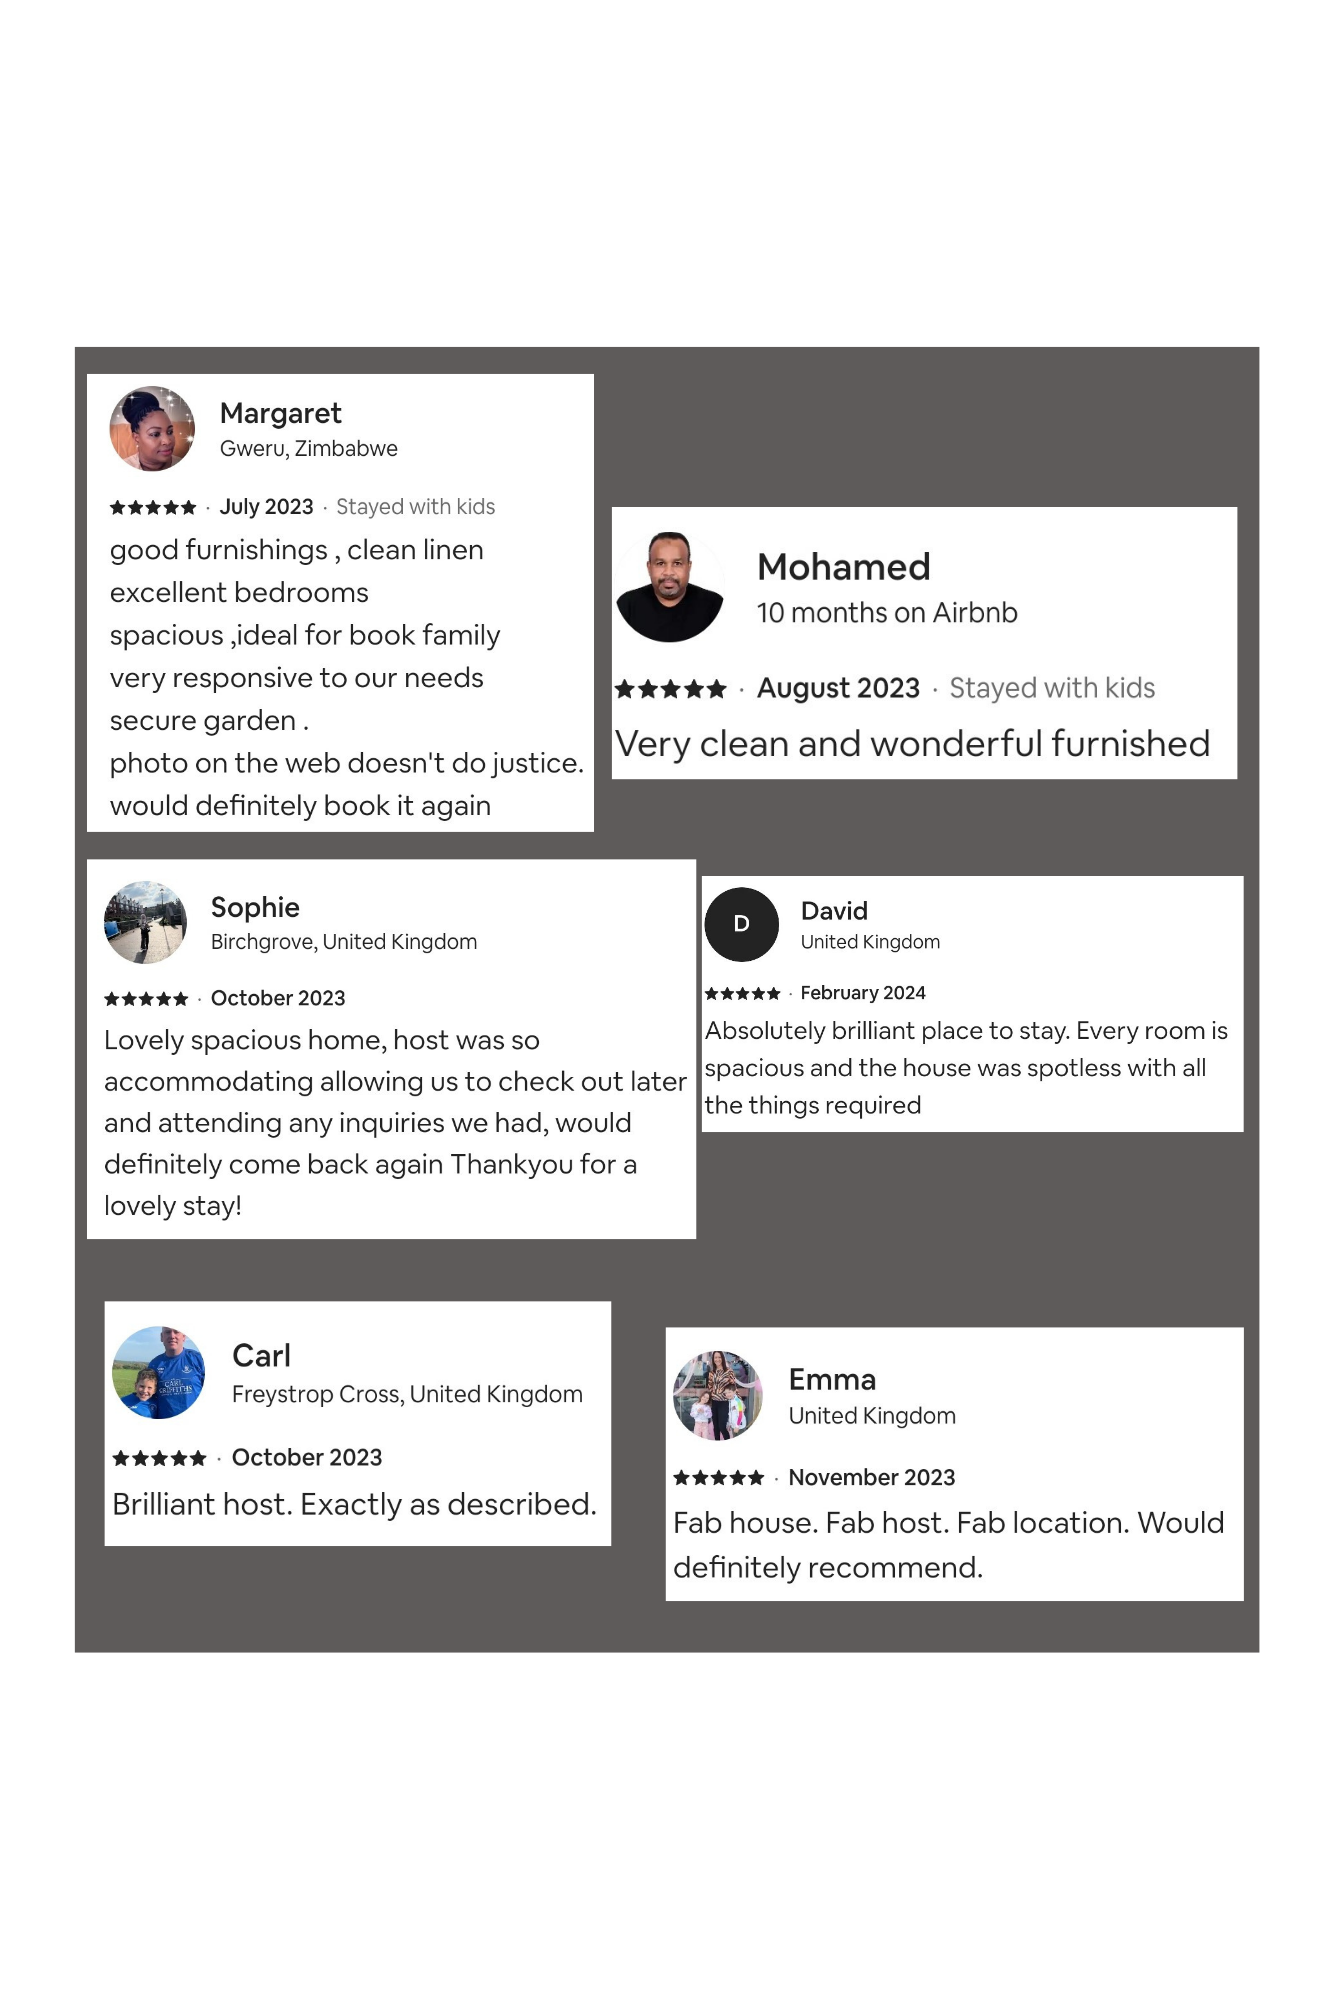 Margaret
Gweru, Zimbabwe
★★★★★ · July 2023 · Stayed with kids
good furnishings , clean linen
excellent bedrooms
spacious ,ideal for book family
very responsive to our needs
secure garden .
photo on the web doesn't do justice.
would definitely book it again
Mohamed
10 months on Airbnb
★★★★★ · August 2023 · Stayed with kids
Very clean and wonderful furnished
Sophie
Birchgrove, United Kingdom
★★★★★ · October 2023
Lovely spacious home, host was so
accommodating allowing us to check out later
and attending any inquiries we had, would
definitely come back again Thankyou for a
lovely stay!
D
David
United Kingdom
★★★★★ · February 2024
Absolutely brilliant place to stay. Every room is
spacious and the house was spotless with all
the things required
Carl
Freystrop Cross, United Kingdom
★★★★★ · October 2023
Brilliant host. Exactly as described.
Emma
United Kingdom
★★★★★ · November 2023
Fab house. Fab host. Fab location. Would
definitely recommend.